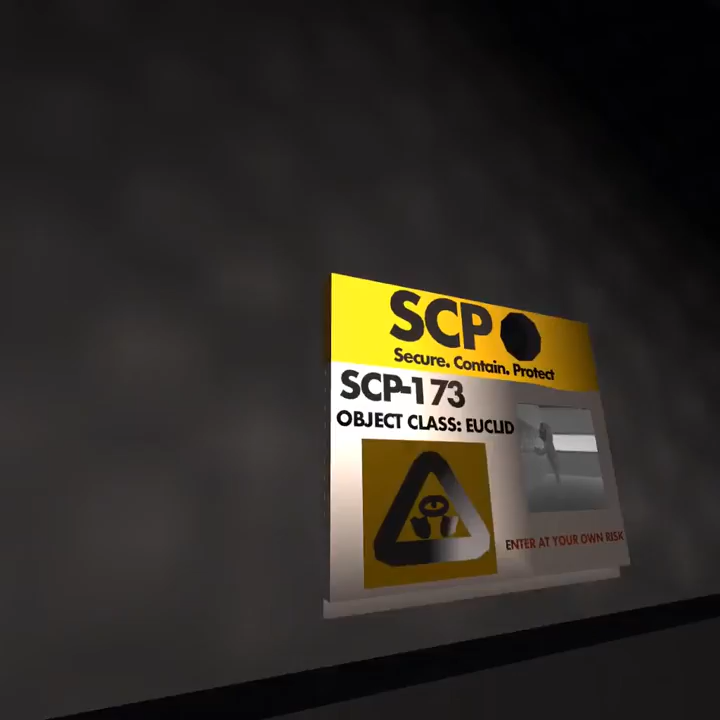 SCP
Secure. Contain. Protect
SCP-173
OBJECT CLASS: EUCLID
ENTER AT YOUR OWN RISK